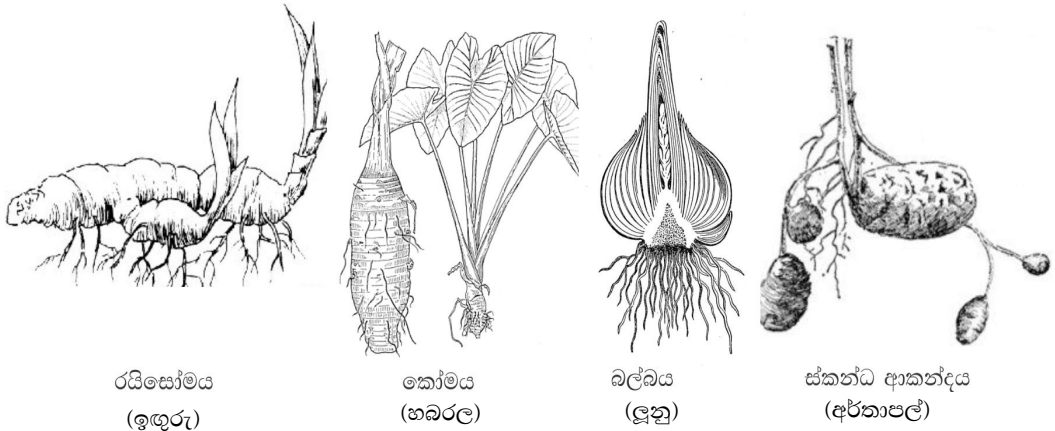 රයිසෝමය
(ඉඟුරු)
කෝමය
(හබරල)
බල්බය
(ලූනු)
ස්කන්ධ ආකන්දය
(අර්තාපල්)